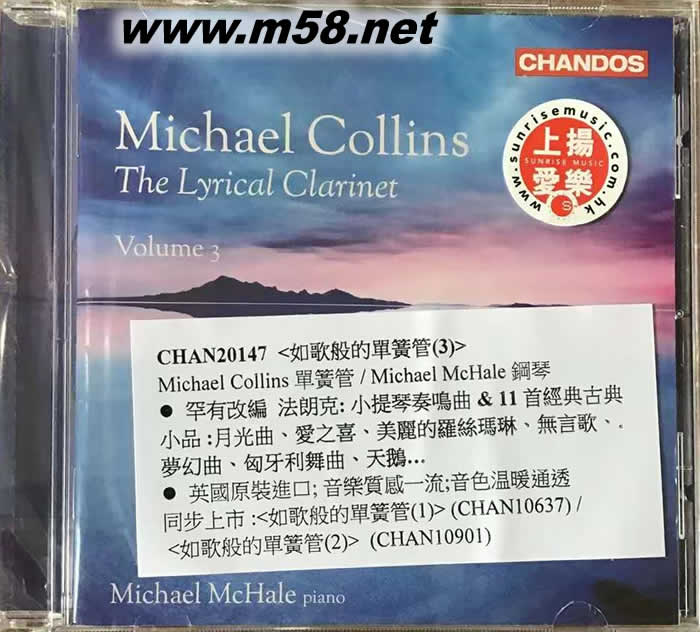 www.m58.net
CHANDOS
Michael Collins
The Lyrical Clarinet
Volume 3
www.sunrisemusic.com.hk
上揚
SUNRISE MUSIC
愛樂
S
CHAN20147 <如歌般的單簧管(3)>
Michael Collins 單簧管 / Michael McHale 鋼琴
● 罕有改編 法朗克: 小提琴奏鳴曲 & 11 首經典古典
小品 :月光曲、愛之喜、美麗的羅絲瑪琳、無言歌、.
夢幻曲、匈牙利舞曲、天鵝...
● 英國原裝進口; 音樂質感一流;音色温暖通透
同步上市 :<如歌般的單簧管(1)> (CHAN10637) /
<如歌般的單簧管(2)> (CHAN10901)
Michael McHale piano